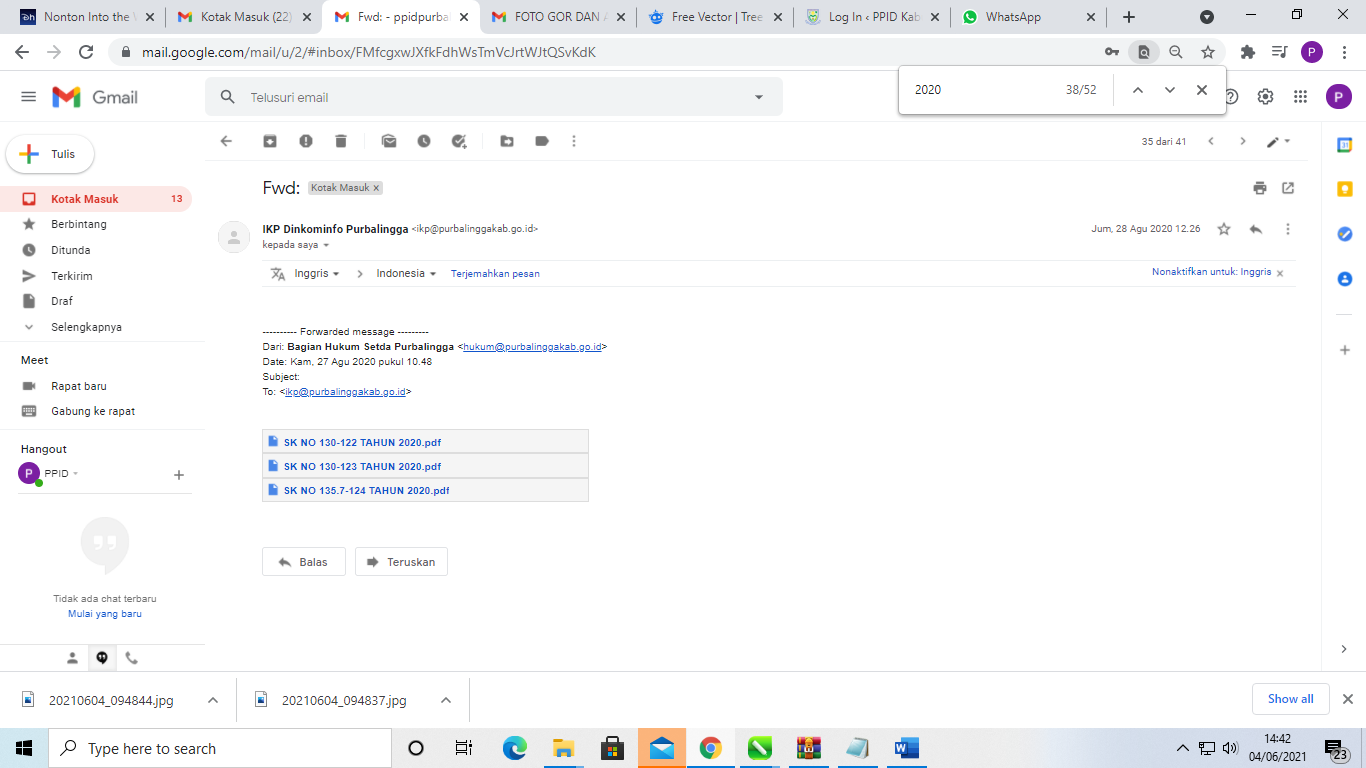 Nonton Into the
Kotak Masuk (22)
Fwd: - ppidpurba
FOTO GOR DAN
Free Vector | Tree
Log In ‹ PPID Kab
WhatsApp
mail.google.com/mail/u/2/#inbox/FMfcgxwJXfkFdhWsTmVcJrtWJtQSvKdK
P
2020
38/52
Gmail
Telusuri email
P
Tulis
35 dari 41
Kotak Masuk 13
Berbintang
Ditunda
Terkirim
Draf
Selengkapnya
Meet
Rapat baru
Gabung ke rapat
Hangout
P
PPID
Tidak ada chat terbaru
Mulai yang baru
Fwd:
Kotak Masuk x
IKP Dinkominfo Purbalingga <ikp@purbalinggakab.go.id>
Jum, 28 Agu 2020 12.26
kepada saya
Inggris
Indonesia
Terjemahkan pesan
Nonaktifkan untuk: Inggris x
---------- Forwarded message ---------
Dari: Bagian Hukum Setda Purbalingga <hukum@purbalinggakab.go.id>
Date: Kam, 27 Agu 2020 pukul 10.48
Subject:
To: <ikp@purbalinggakab.go.id>
SK NO 130-122 TAHUN 2020.pdf
SK NO 130-123 TAHUN 2020.pdf
SK NO 135.7-124 TAHUN 2020.pdf
Balas
Teruskan
31
20210604_094844.jpg
20210604_094837.jpg
Show all
Type here to search
14:42
04/06/2021
23